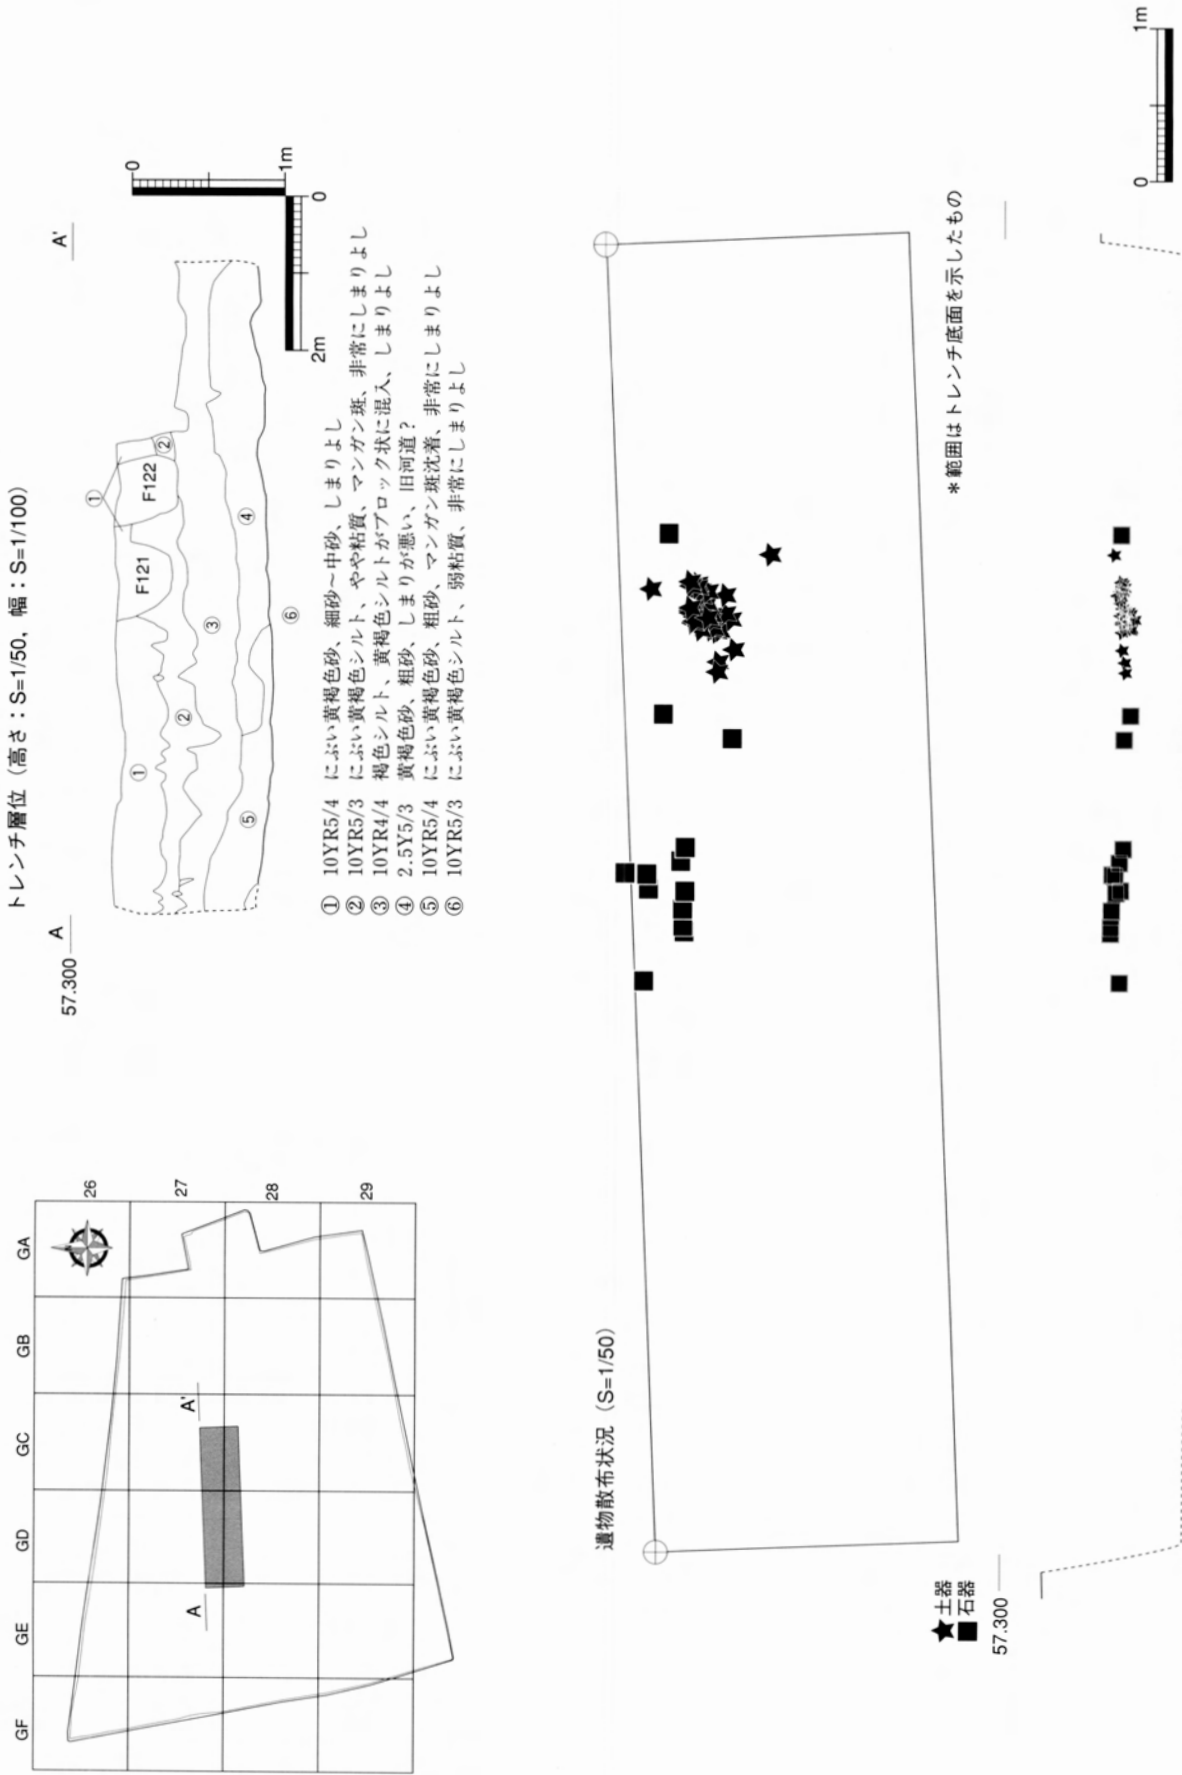 トレンチ層位（高さ：S=1/50，幅：S=1/100）
57.300 A
A'
①
①
②
②
③
④
⑤
⑥
F121
F122
0
1m
0
2m
① 10YR5/4 にぶい黄褐色砂、細砂～中砂、しまりよし
② 10YR5/3 にぶい黄褐色シルト、やや粘質、マンガン斑、非常にしまりよし
③ 10YR4/4 褐色シルト、黄褐色シルトがブロック状に混入、しまりよし
④ 2.5Y5/3 黄褐色砂、粗砂、しまりが悪い、旧河道？
⑤ 10YR5/4 にぶい黄褐色砂、粗砂、マンガン斑沈着、非常にしまりよし
⑥ 10YR5/3 にぶい黄褐色シルト、弱粘質、非常にしまりよし
GF GE GD GC GB GA
26
27
28
29
A
A'
遺物散布状況（S=1/50）
★土器
■石器
57.300
＊範囲はトレンチ底面を示したもの
0
1m